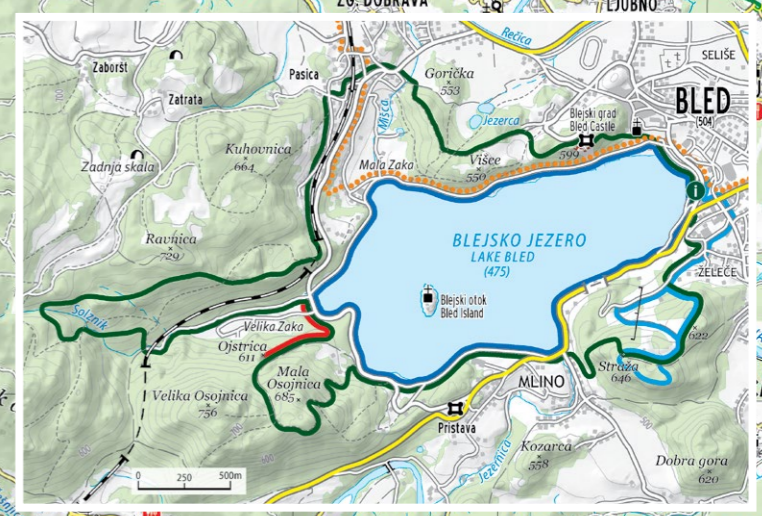 ZG. DOBRAVA
LJUBNO
Rečica
SELIŠE
Zaboršt
Pasica
Gorička
553
Zatrata
Mišca
Jezerca
BLED
(504)
Blejski grad
Bled Castle
Kuhovnica
664
Zadnja skala
Mala Zaka
Višce
550
599
i
Ravnica
729
BLEJSKO JEZERO
LAKE BLED
(475)
ŽELEČE
Solznik
Blejski otok
Bled Island
Velika Zaka
Ojstrica
611
622
Straža
646
Mala
Osojnica
685
MLINO
Velika Osojnica
756
Pristava
Jezernica
Kozarca
558
Dobra gora
620
0 250 500m